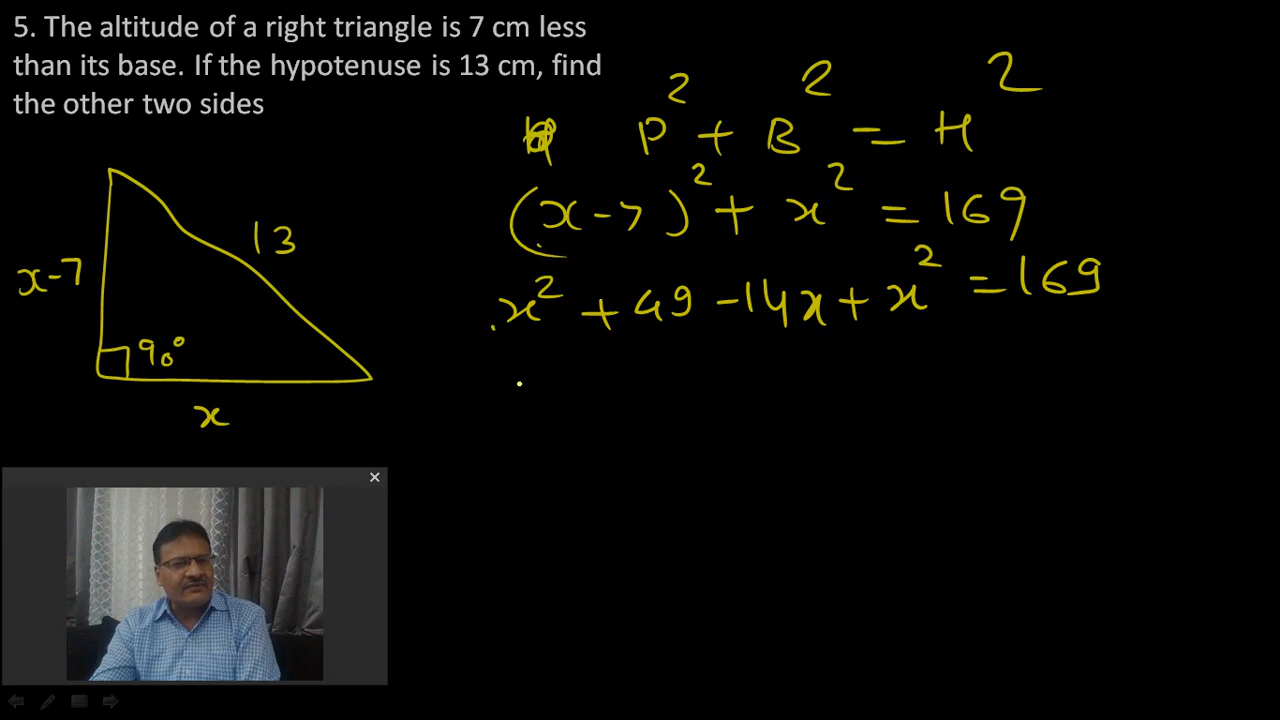 5. The altitude of a right triangle is 7 cm less
than its base. If the hypotenuse is 13 cm, find
the other two sides
P² + B² = H²
(x-7)² + x² = 169
x² + 49 - 14x + x² = 169
13
x-7
90°
x